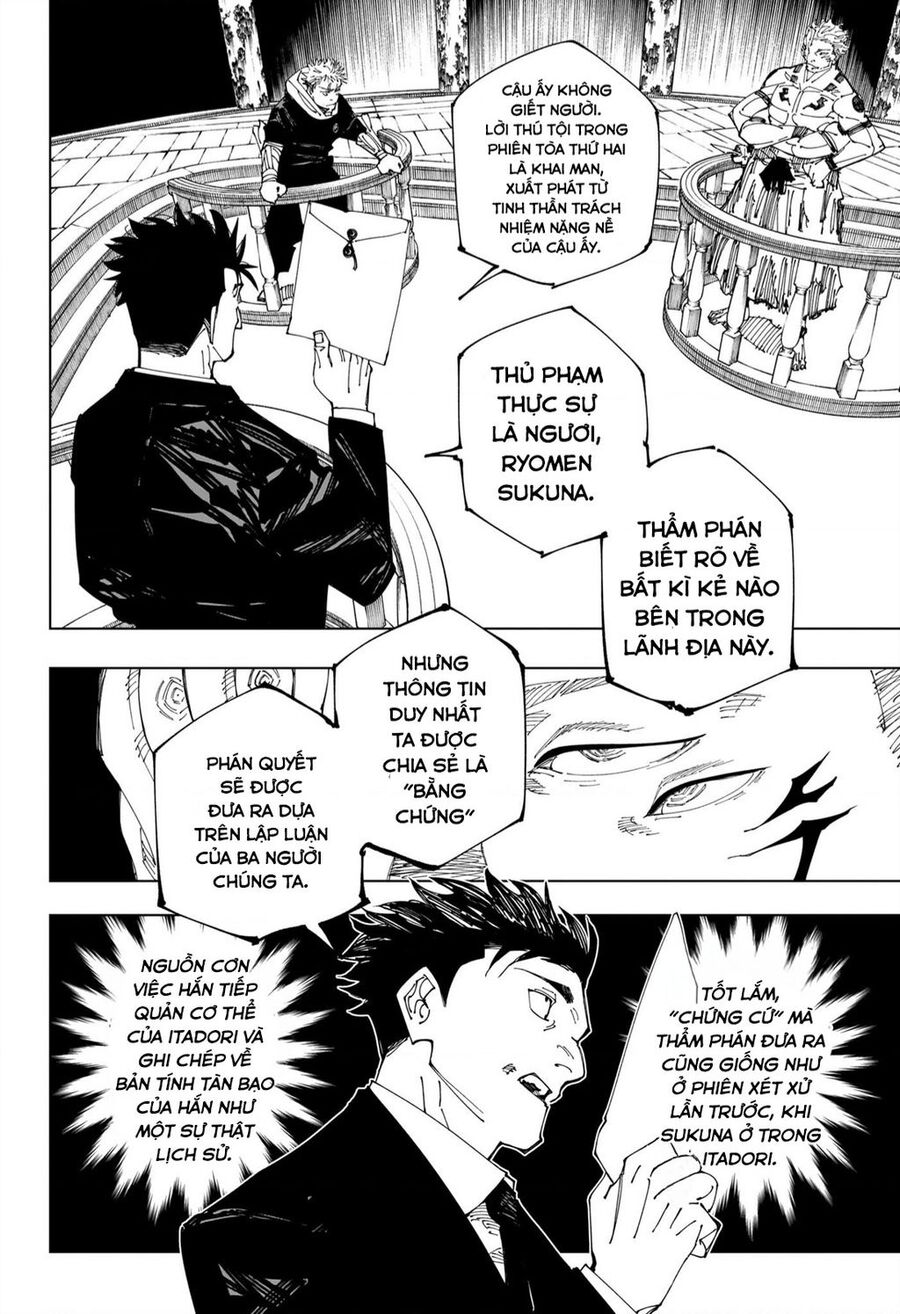 CẬU ẤY KHÔNG
GIẾT NGƯỜI.
LỜI THÚ TỘI TRONG
PHIÊN TÒA THỨ HAI
LÀ KHAI MAN,
XUẤT PHÁT TỪ
TINH THẦN TRÁCH
NHIỆM NẶNG NỀ
CỦA CẬU ẤY.
THỦ PHẠM
THỰC SỰ
LÀ NGƯƠI,
RYOMEN
SUKUNA.
THẨM PHÁN
BIẾT RÕ VỀ
BẤT KÌ KẺ NÀO
BÊN TRONG
LÃNH ĐỊA NÀY.
NHƯNG
THÔNG TIN
DUY NHẤT
TA ĐƯỢC
CHIA SẺ LÀ
"BẰNG
CHỨNG"
PHÁN QUYẾT
SẼ ĐƯỢC
ĐƯA RA DỰA
TRÊN LẬP LUẬN
CỦA BA NGƯỜI
CHÚNG TA.
TỐT LẮM,
"CHỨNG CỨ" MÀ
THẨM PHÁN ĐƯA RA
CŨNG GIỐNG NHƯ
Ở PHIÊN XÉT XỬ
LẦN TRƯỚC, KHI
SUKUNA Ở TRONG
ITADORI.
NGUỒN CƠN
VIỆC HẮN TIẾP
QUẢN CƠ THỂ
CỦA ITADORI VÀ
GHI CHÉP VỀ
BẢN TÍNH TÀN BẠO
CỦA HẮN NHƯ
MỘT SỰ THẬT
LỊCH SỬ.